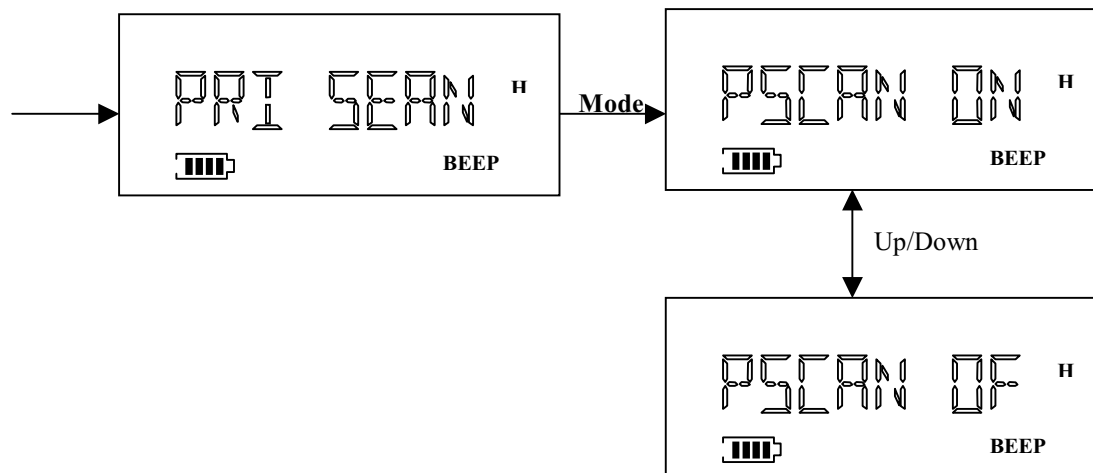 PRI SEAN H
BEEP
Mode
PSCAN ON H
BEEP
Up/Down
PSCAN OF H
BEEP